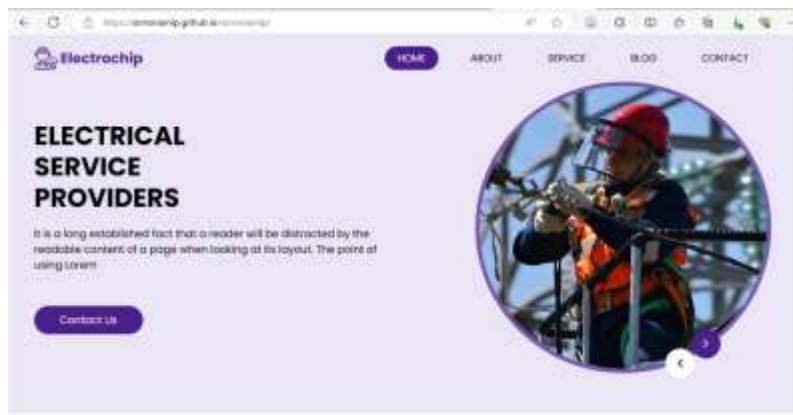 Electrochip
HOME ABOUT SERVICE BLOG CONTACT
ELECTRICAL
SERVICE
PROVIDERS
It is a long established fact that a reader will be distracted by the
readable content of a page when looking at its layout. The point of
using Lorem
Contact Us